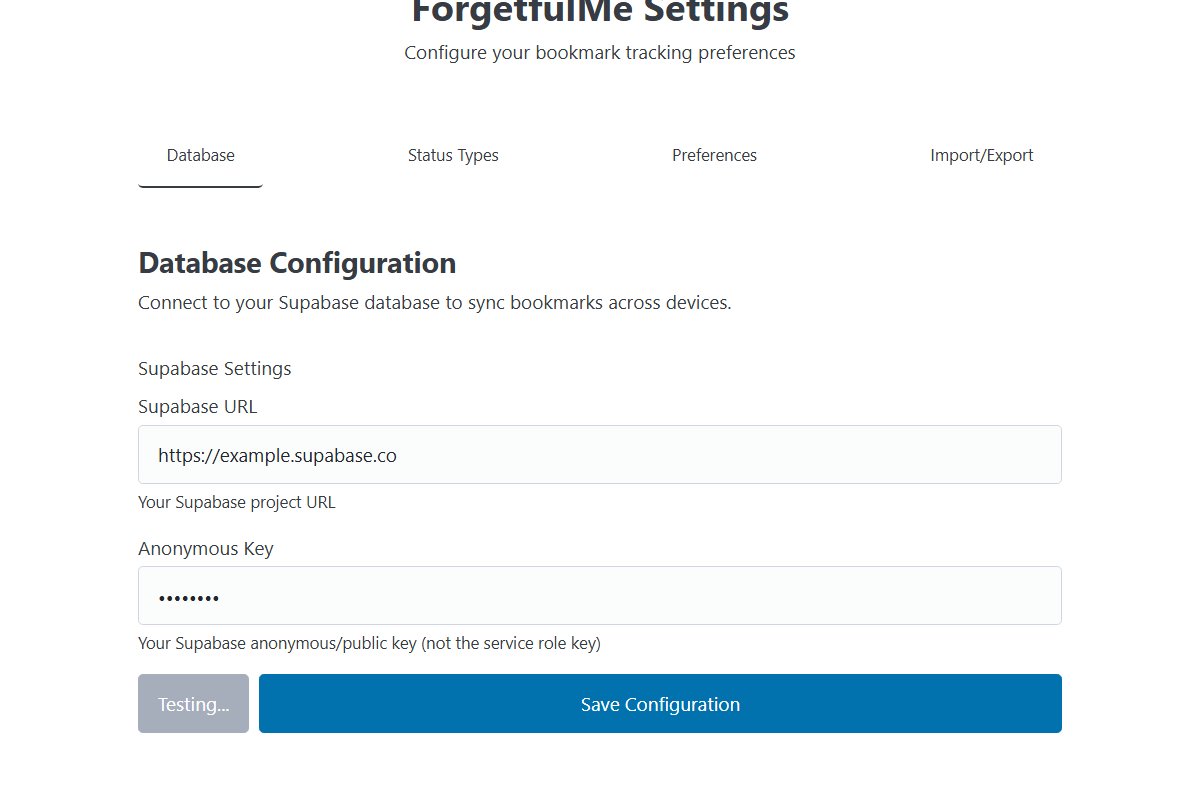 ForgetfulMe Settings
Configure your bookmark tracking preferences
Database
Status Types
Preferences
Import/Export
Database Configuration
Connect to your Supabase database to sync bookmarks across devices.
Supabase Settings
Supabase URL
https://example.supabase.co
Your Supabase project URL
Anonymous Key
••••••••
Your Supabase anonymous/public key (not the service role key)
Testing...
Save Configuration